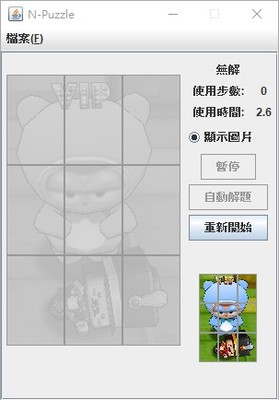 N-Puzzle
檔案(F)
無解
使用步數: 0
使用時間: 2.6
顯示圖片
暫停
自動解題
重新開始
VIP